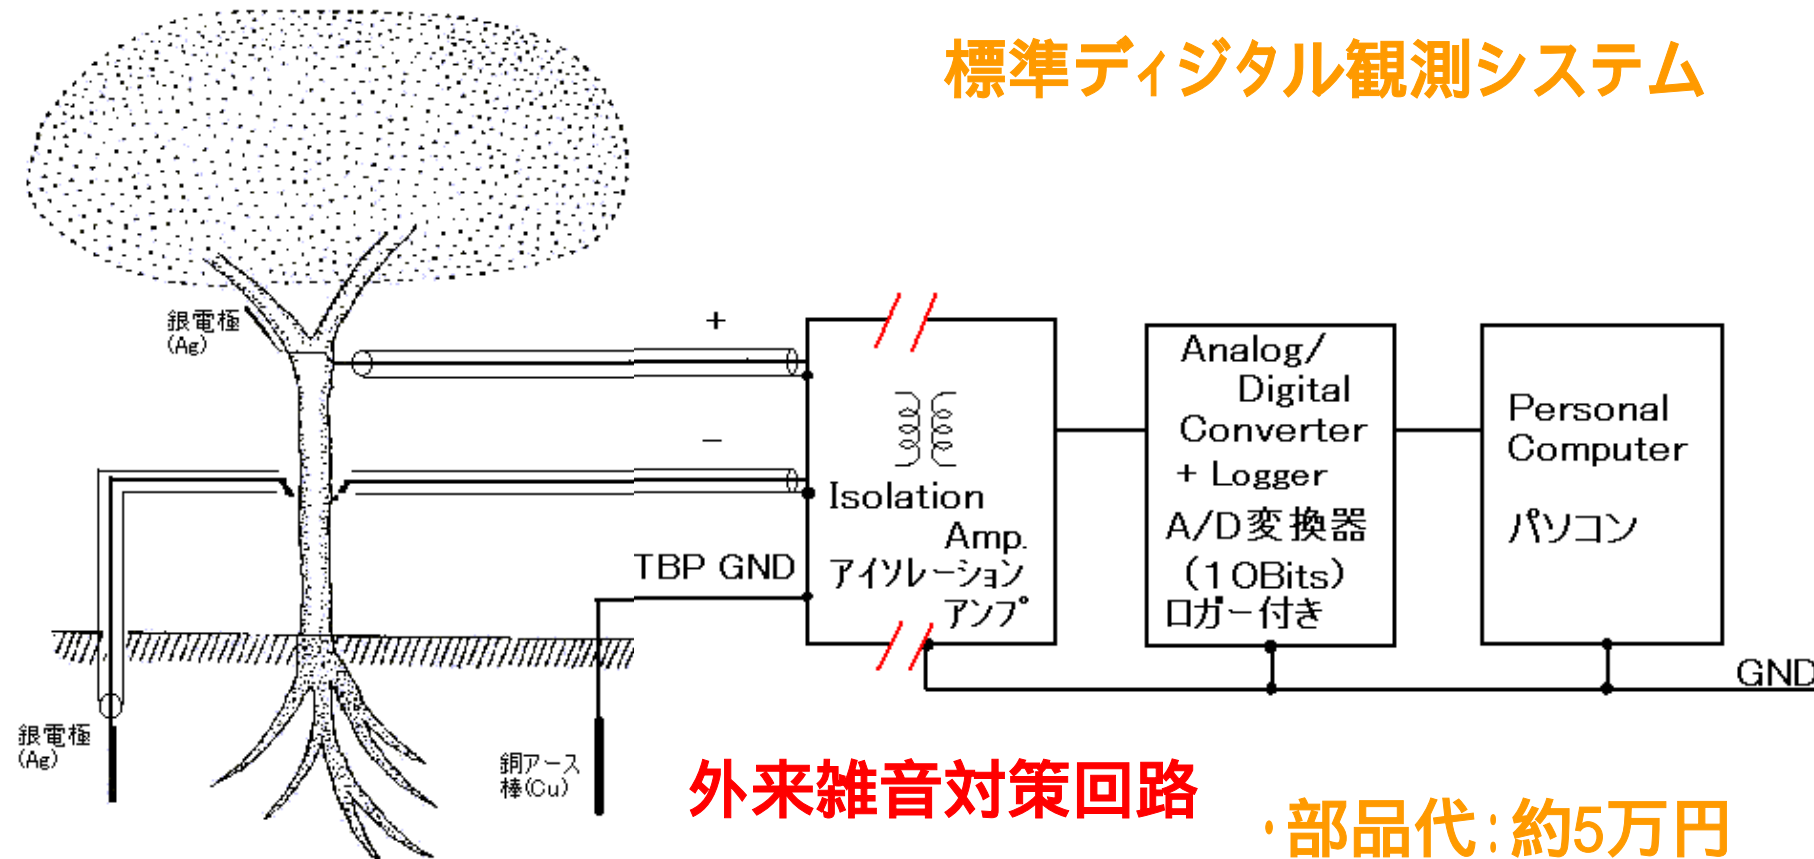 標準ディジタル観測システム
銀電極
(Ag)
+
−
TBP GND
Isolation
Amp.
アイソレーション
アンプ
Analog/
Digital
Converter
+ Logger
A/D変換器
(10Bits)
ロガー付き
Personal
Computer
パソコン
GND
銀電極
(Ag)
銅アース
棒(Cu)
外来雑音対策回路
・部品代:約5万円